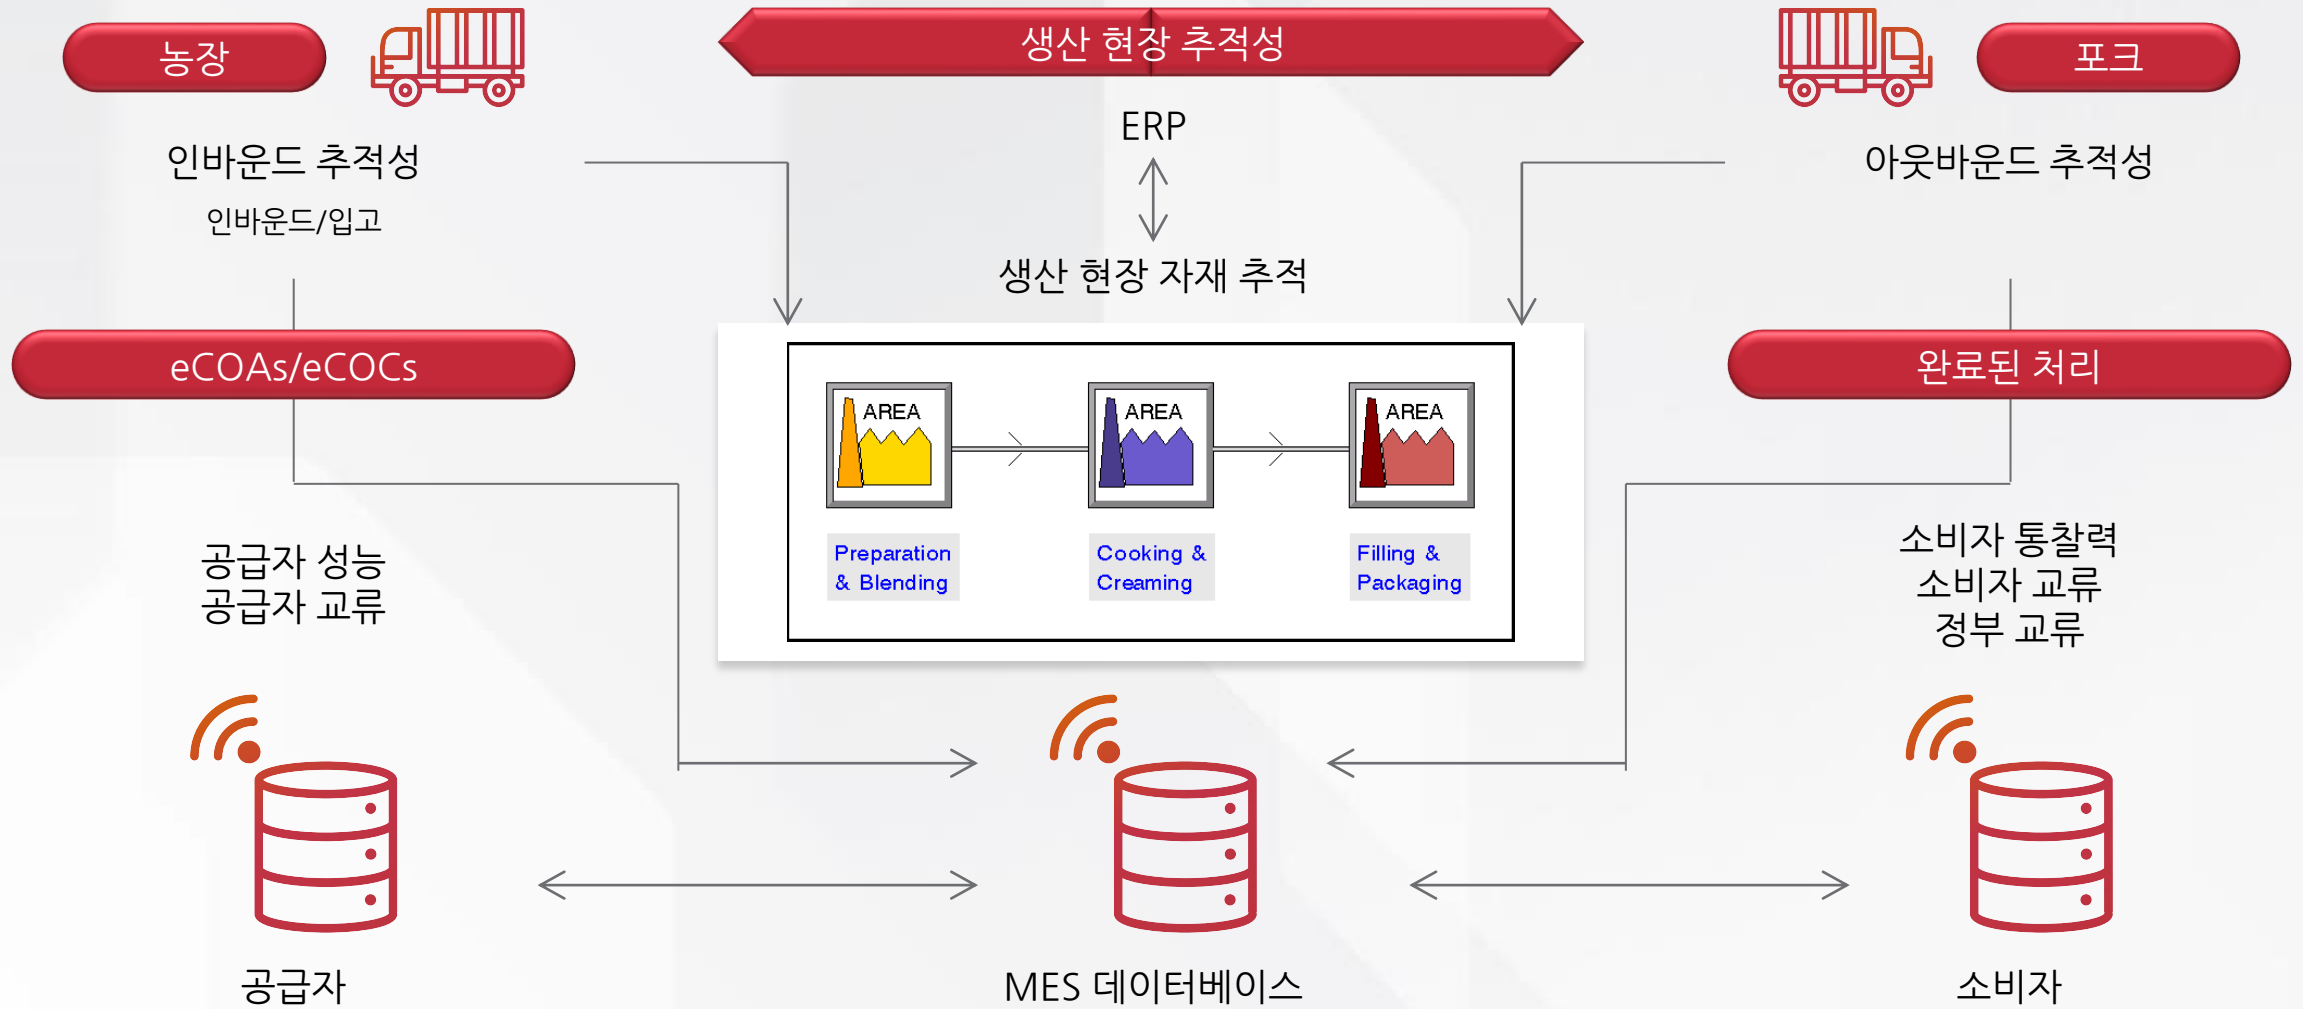 농장
생산 현장 추적성
포크
ERP
인바운드 추적성
아웃바운드 추적성
인바운드/입고
생산 현장 자재 추적
eCOAs/eCOCs
완료된 처리
AREA
AREA
AREA
Preparation
& Blending
Cooking &
Creaming
Filling &
Packaging
공급자 성능
공급자 교류
소비자 통찰력
소비자 교류
정부 교류
공급자
MES 데이터베이스
소비자